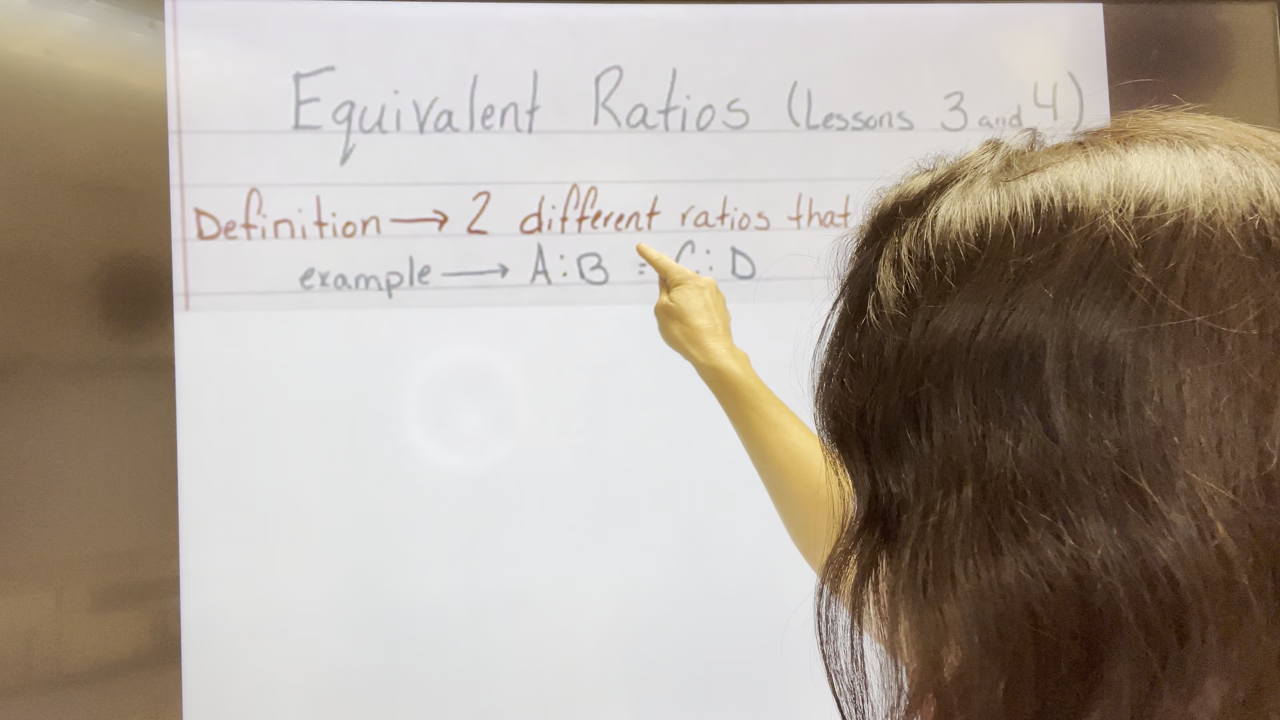 Equivalent Ratios (Lessons 3 and 4)
Definition → 2 different ratios that
example → A:B = C:D